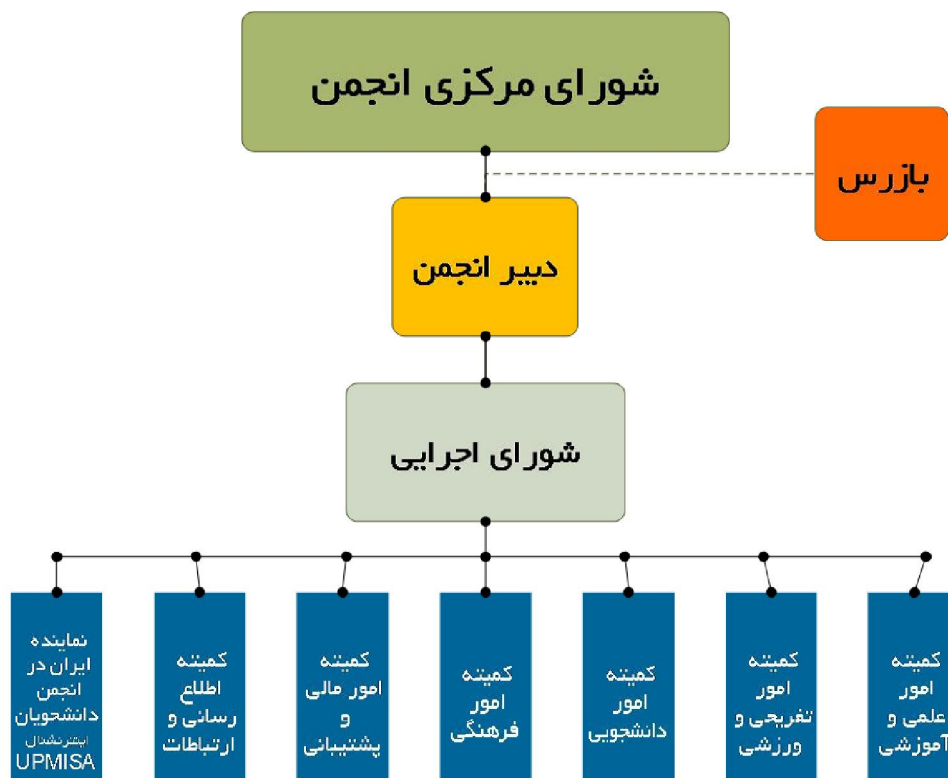 شورای مرکزی انجمن
بازرس
دبیر انجمن
شورای اجرایی
کمیته
امور
علمی و
آموزشی
کمیته
امور
تفریحی و
ورزشی
کمیته
امور
دانشجویی
کمیته
امور
فرهنگی
کمیته
امور مالی
و
پشتیبانی
کمیته
اطلاع
رسانی و
ارتباطات
نماینده
ایران در
انجمن
دانشجویان
اینترنشنال
UPMISA